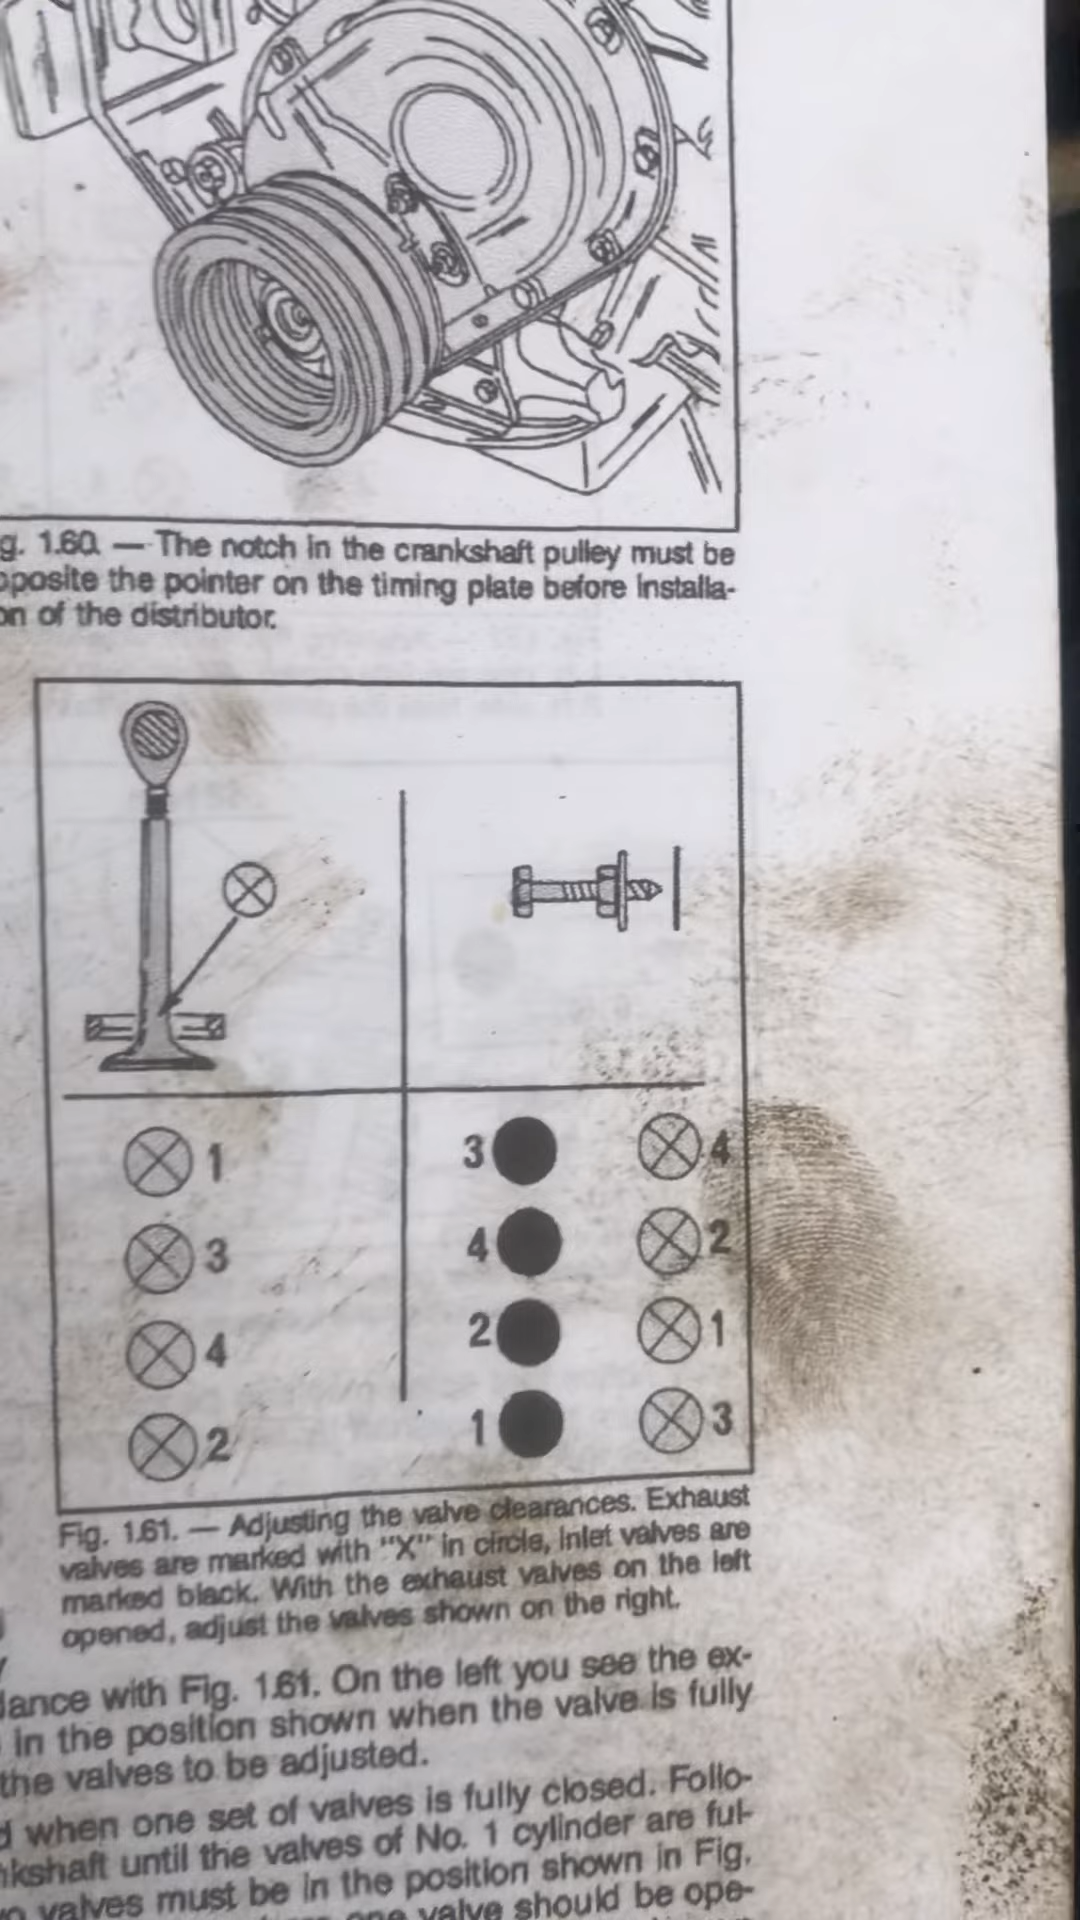 g. 1.60. — The notch in the crankshaft pulley must be
pposite the pointer on the timing plate before installa-
on of the distributor.
1
3
4
2
3 4
4 2
2 1
1 3
Fig. 1.61. — Adjusting the valve clearances. Exhaust
valves are marked with "X" in circle, inlet valves are
marked black. With the exhaust valves on the left
opened, adjust the valves shown on the right.
dance with Fig. 1.61. On the left you see the ex-
in the position shown when the valve is fully
the valves to be adjusted.
d when one set of valves is fully closed. Follo-
nkshaft until the valves of No. 1 cylinder are ful-
valves must be in the position shown in Fig.
one valve should be ope-